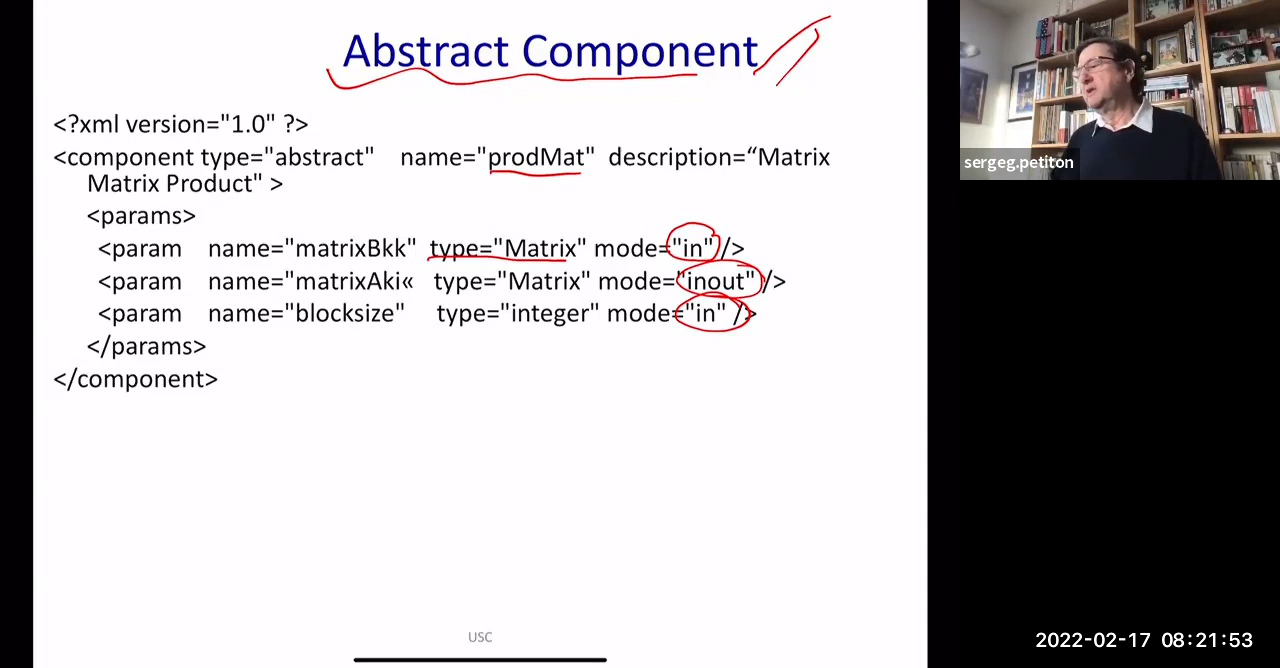 Abstract Component
<?xml version="1.0" ?>
<component type="abstract" name="prodMat" description=“Matrix
Matrix Product" >
<params>
<param name="matrixBkk" type="Matrix" mode="in" />
<param name="matrixAki« type="Matrix" mode="inout" />
<param name="blocksize" type="integer" mode="in" />
</params>
</component>
USC
sergeg.petiton
2022-02-17 08:21:53